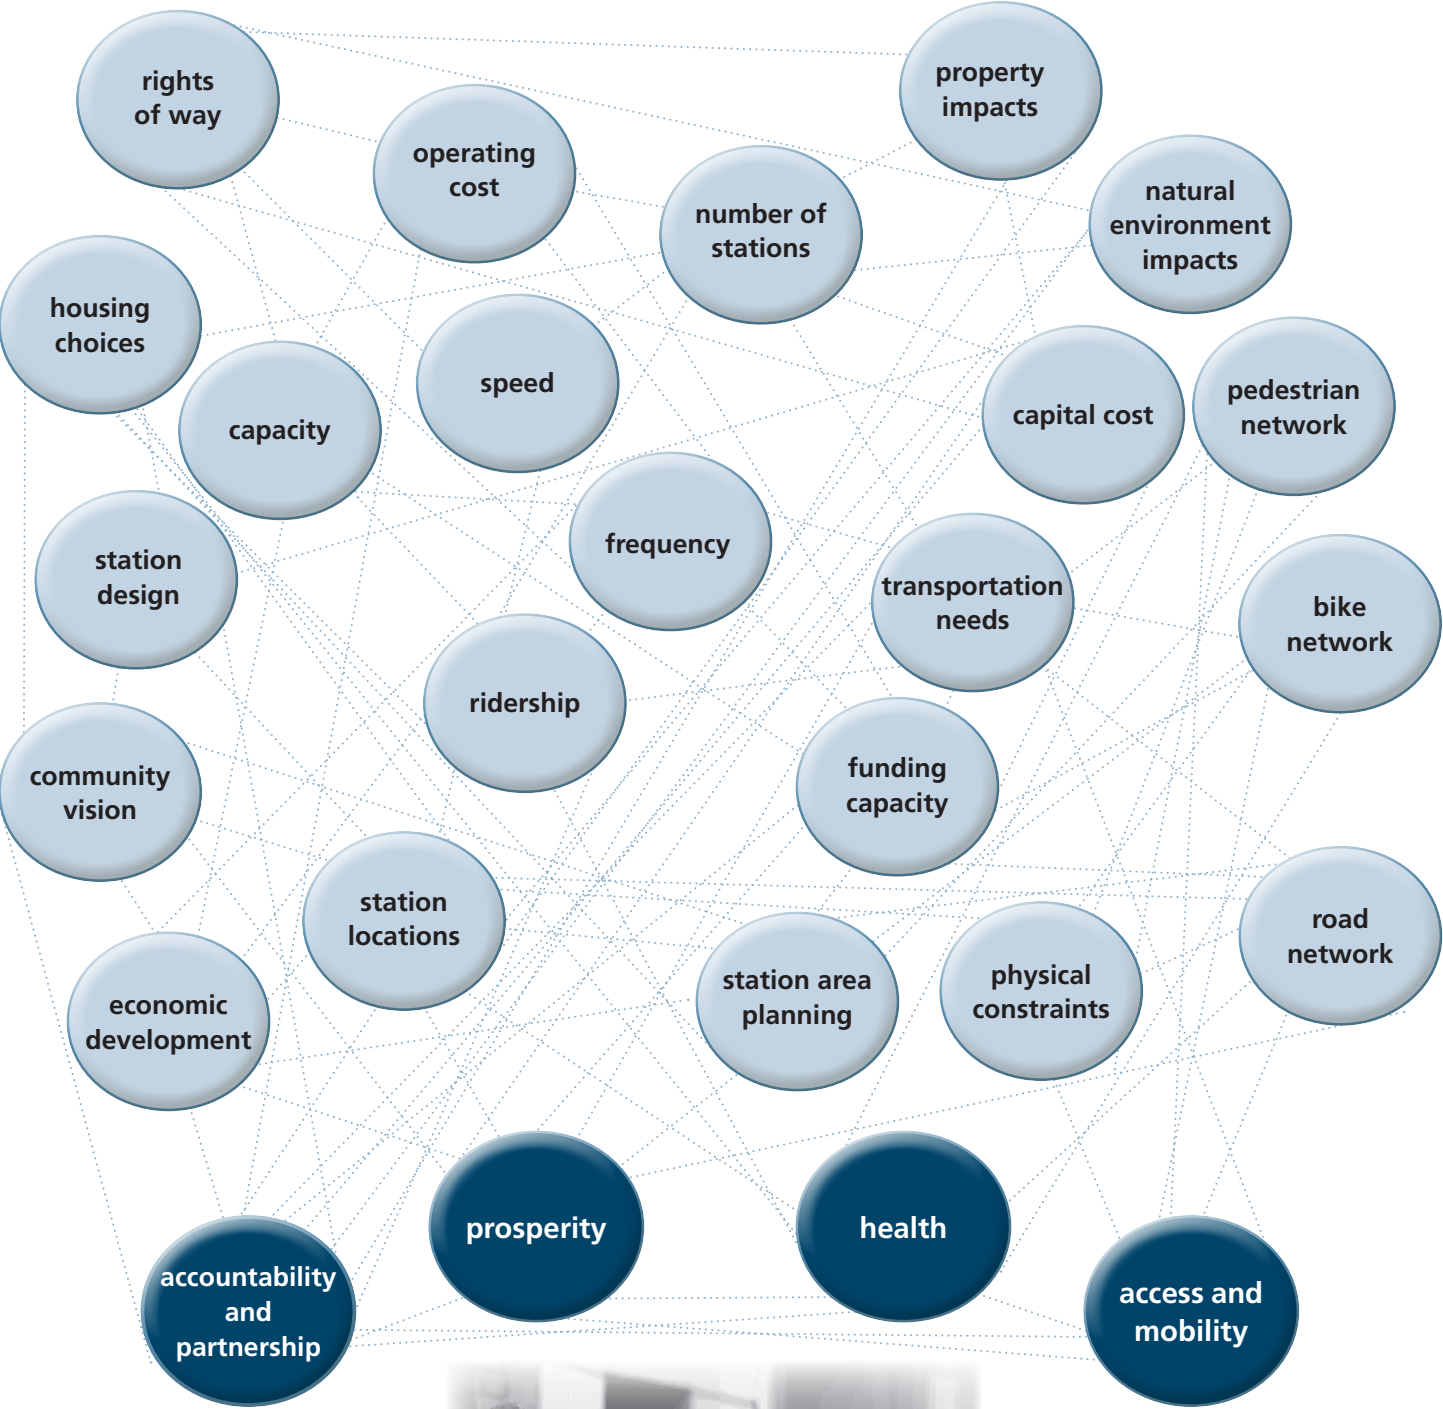 rights
of way
property
impacts
operating
cost
natural
environment
impacts
number of
stations
housing
choices
speed
capacity
capital cost
pedestrian
network
station
design
frequency
transportation
needs
bike
network
ridership
community
vision
funding
capacity
station
locations
road
network
station area
planning
physical
constraints
economic
development
prosperity
health
accountability
and
partnership
access and
mobility